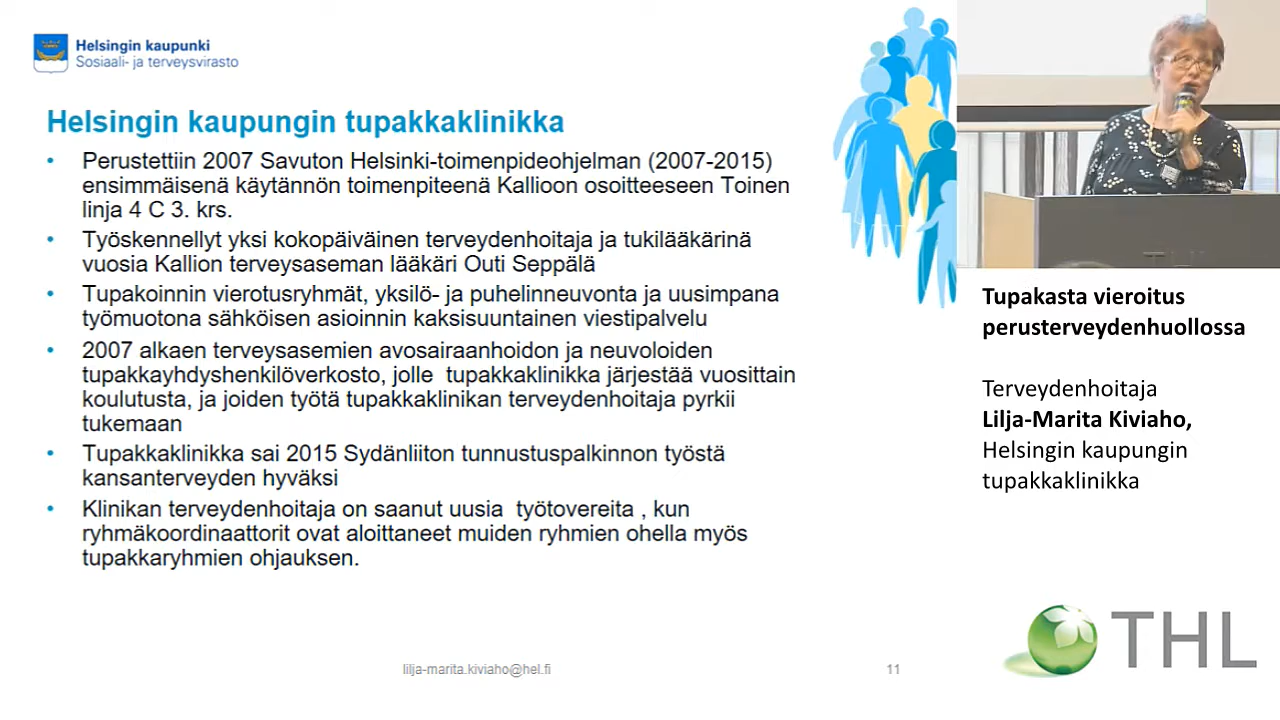 Helsingin kaupunki
Sosiaali- ja terveysvirasto
Helsingin kaupungin tupakkaklinikka
• Perustettiin 2007 Savuton Helsinki-toimenpideohjelman (2007-2015)
ensimmäisenä käytännön toimenpiteenä Kallioon osoitteeseen Toinen
linja 4 C 3. krs.
• Työskennellyt yksi kokopäiväinen terveydenhoitaja ja tukilääkärinä
vuosia Kallion terveysaseman lääkäri Outi Seppälä
• Tupakoinnin vierotusryhmät, yksilö- ja puhelinneuvonta ja uusimpana
työmuotona sähköisen asioinnin kaksisuuntainen viestipalvelu
• 2007 alkaen terveysasemien avosairaanhoidon ja neuvoloiden
tupakkayhdyshenkilöverkosto, jolle tupakkaklinikka järjestää vuosittain
koulutusta, ja joiden työtä tupakkaklinikan terveydenhoitaja pyrkii
tukemaan
• Tupakkaklinikka sai 2015 Sydänliiton tunnustuspalkinnon työstä
kansanterveyden hyväksi
• Klinikan terveydenhoitaja on saanut uusia työtovereita , kun
ryhmäkoordinaattorit ovat aloittaneet muiden ryhmien ohella myös
tupakkaryhmien ohjauksen.
lilja-marita.kiviaho@hel.fi
11
Tupakasta vieroitus
perusterveydenhuollossa
Terveydenhoitaja
Lilja-Marita Kiviaho,
Helsingin kaupungin
tupakkaklinikka
THL